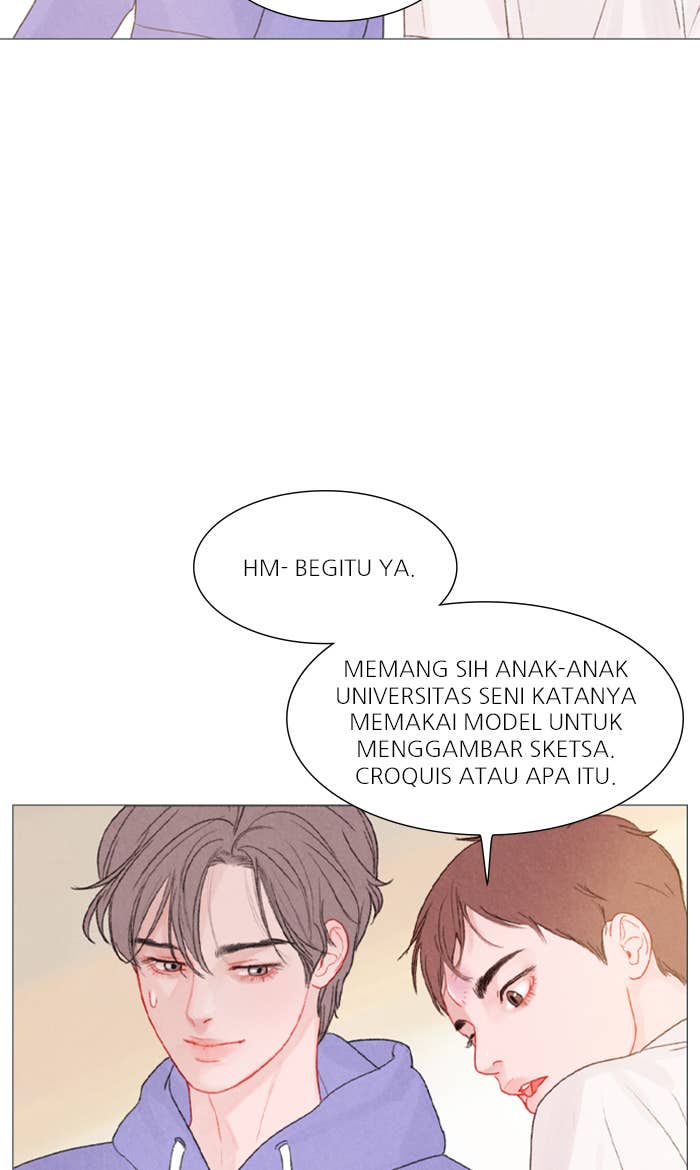 HM- BEGITU YA.
MEMANG SIH ANAK-ANAK
UNIVERSITAS SENI KATANYA
MEMAKAI MODEL UNTUK
MENGGAMBAR SKETSA.
CROQUIS ATAU APA ITU.